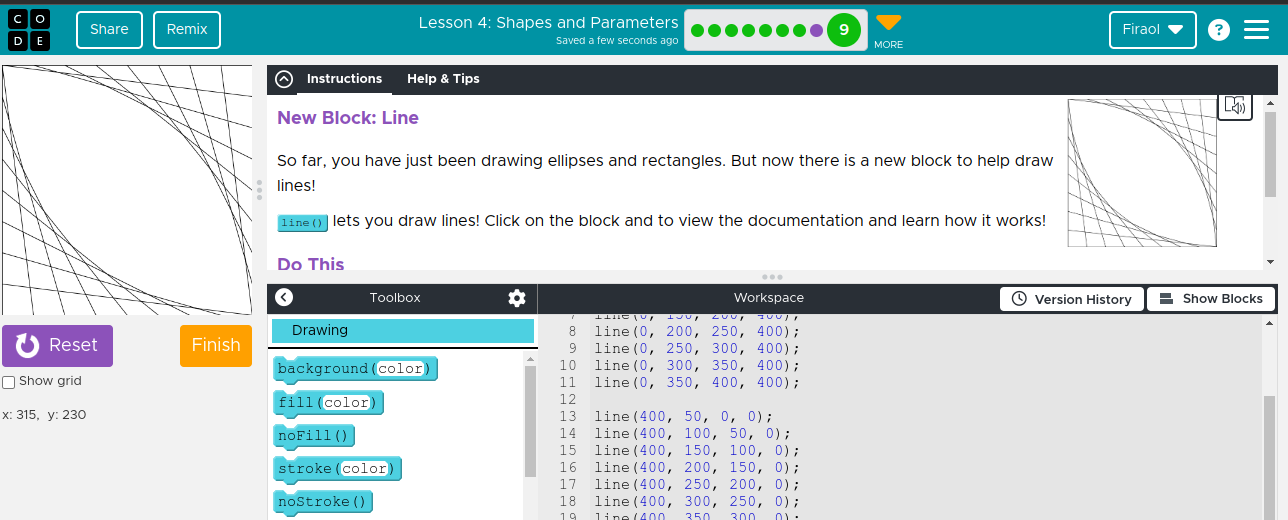 C O
D E
Share
Remix
Lesson 4: Shapes and Parameters
Saved a few seconds ago
9
MORE
Firaol
?
Instructions
Help & Tips
New Block: Line
So far, you have just been drawing ellipses and rectangles. But now there is a new block to help draw
lines!
line() lets you draw lines! Click on the block and to view the documentation and learn how it works!
Do This
Reset
Finish
Show grid
x: 315, y: 230
Toolbox
Workspace
Version History
Show Blocks
Drawing
background(color)
fill(color)
noFill()
stroke(color)
noStroke()
7 line(0, 150, 200, 400);
8 line(0, 200, 250, 400);
9 line(0, 250, 300, 400);
10 line(0, 300, 350, 400);
11 line(0, 350, 400, 400);
12
13 line(400, 50, 0, 0);
14 line(400, 100, 50, 0);
15 line(400, 150, 100, 0);
16 line(400, 200, 150, 0);
17 line(400, 250, 200, 0);
18 line(400, 300, 250, 0);
19 line(400, 350, 300, 0);